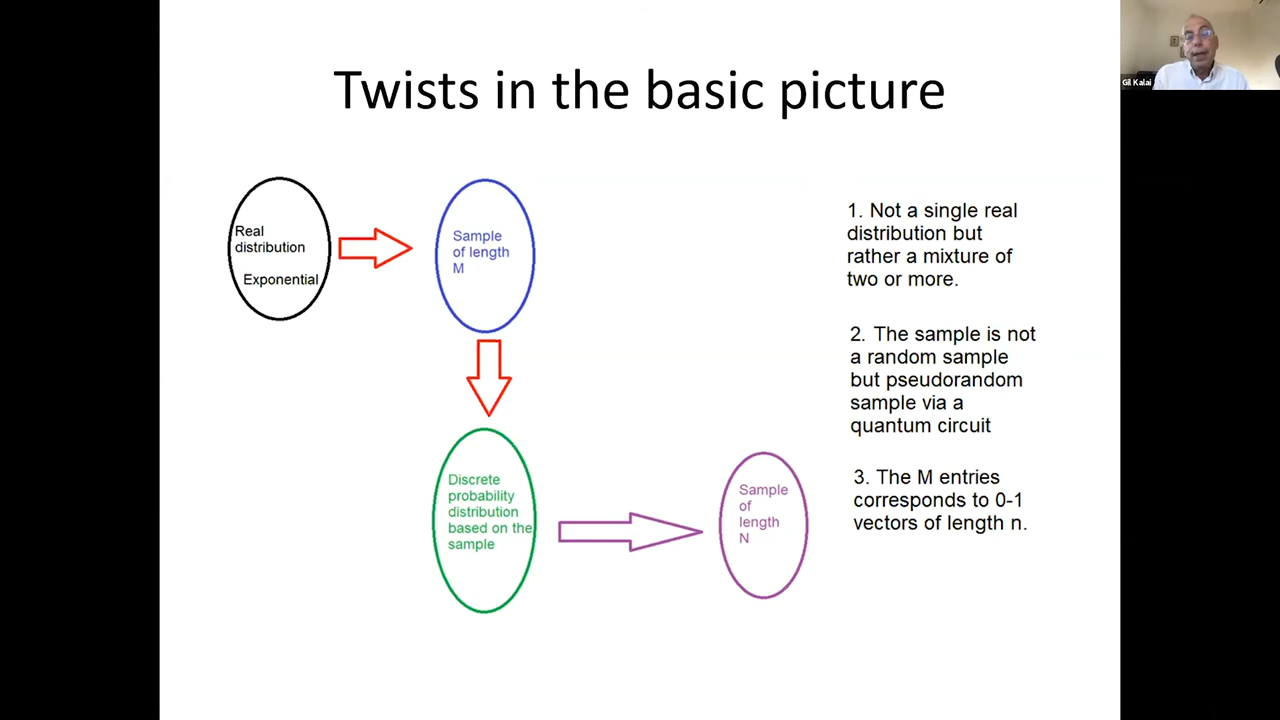 Twists in the basic picture
Gil Kalai
Real
distribution
Exponential
Sample
of length
M
Discrete
probability
distribution
based on the
sample
Sample
of
length
N
1. Not a single real
distribution but
rather a mixture of
two or more.
2. The sample is not
a random sample
but pseudorandom
sample via a
quantum circuit
3. The M entries
corresponds to 0-1
vectors of length n.